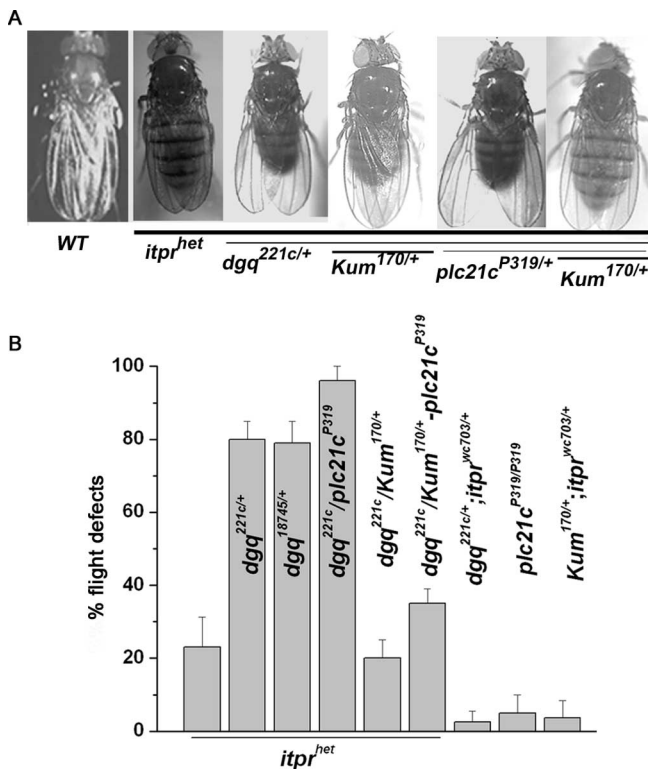 A
WT
itpr^het
dgq^221c/+
Kum^170/+
plc21c^P319/+
Kum^170/+
B
% flight defects
100
80
60
40
20
0
dgq^221c/+
dgq^18745/+
dgq^221c/plc21c^P319
dgq^221c/Kum^170/+
dgq^221c/Kum^170/+-plc21c^P319
dgq^221c/+;itpr^wc703/+
plc21c^P319/P319
Kum^170/+;itpr^wc703/+
itpr^het